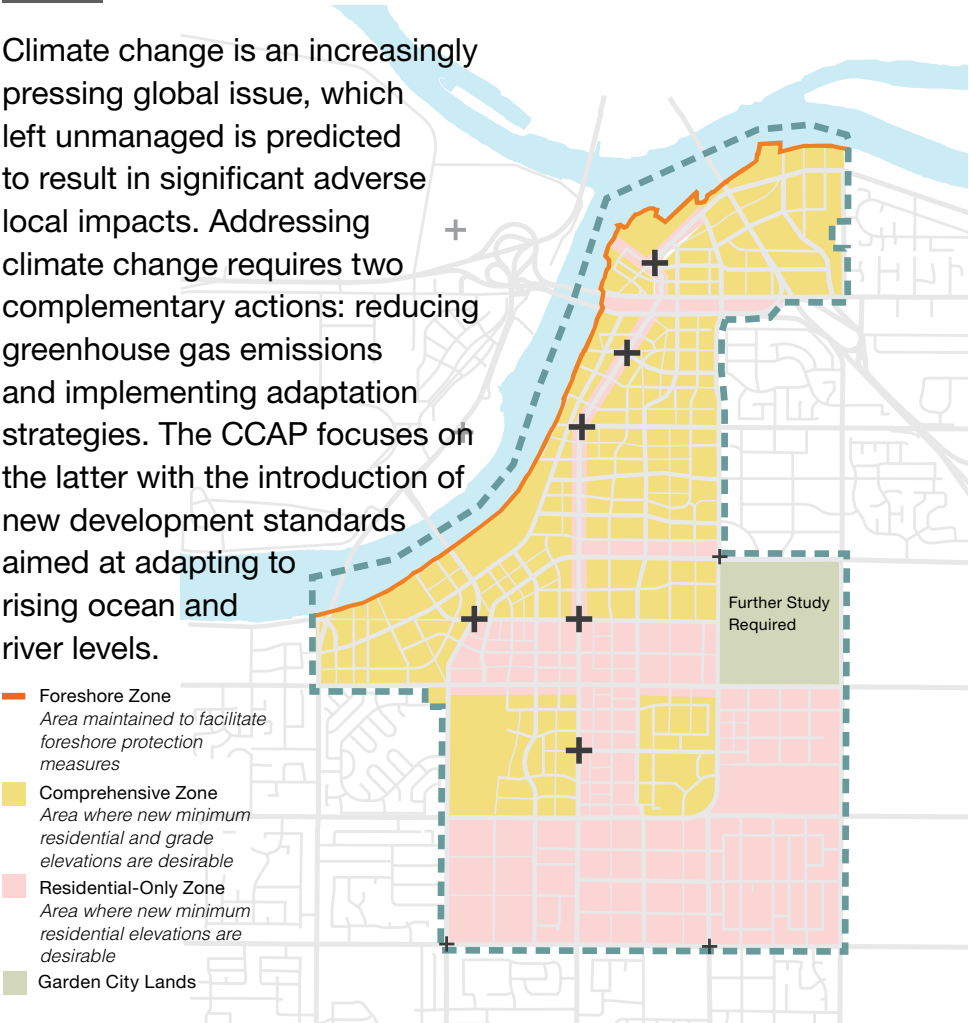 Climate change is an increasingly
pressing global issue, which
left unmanaged is predicted
to result in significant adverse
local impacts. Addressing
climate change requires two
complementary actions: reducing
greenhouse gas emissions
and implementing adaptation
strategies. The CCAP focuses on
the latter with the introduction of
new development standards
aimed at adapting to
rising ocean and
river levels.
Foreshore Zone
Area maintained to facilitate
foreshore protection
measures
Comprehensive Zone
Area where new minimum
residential and grade
elevations are desirable
Residential-Only Zone
Area where new minimum
residential elevations are
desirable
Garden City Lands
Further Study
Required